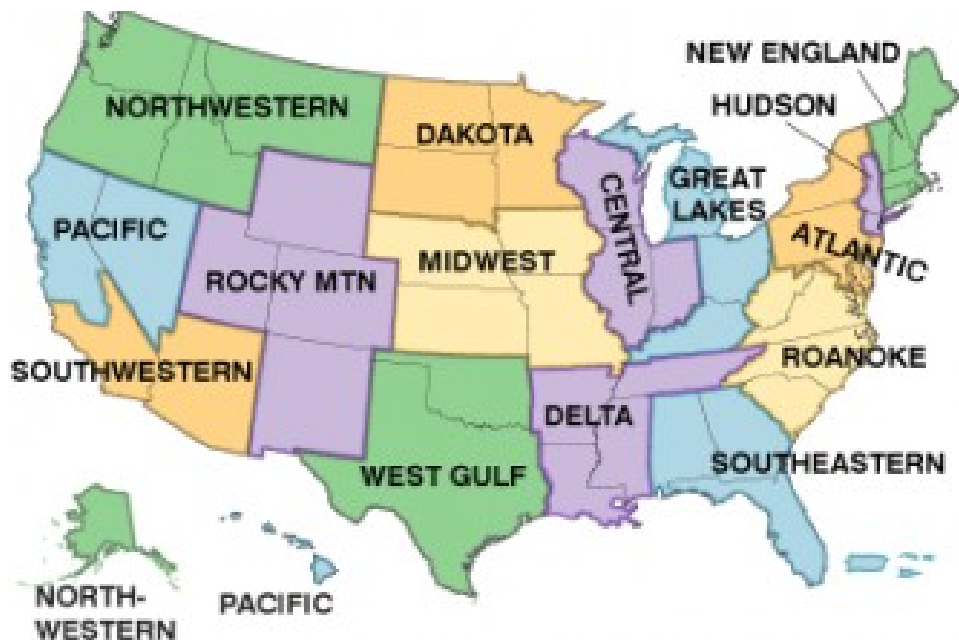 NEW ENGLAND
HUDSON
NORTHWESTERN
DAKOTA
GREAT
LAKES
CENTRAL
PACIFIC
ATLANTIC
MIDWEST
ROCKY MTN
ROANOKE
SOUTHWESTERN
DELTA
SOUTHEASTERN
WEST GULF
NORTH-
WESTERN
PACIFIC